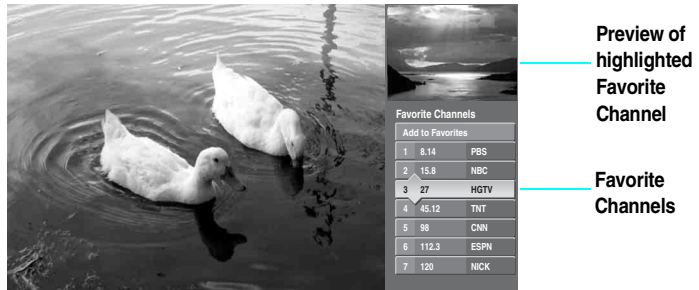 Favorite Channels
Add to Favorites
1 8.14 PBS
2 15.8 NBC
3 27 HGTV
4 45.12 TNT
5 98 CNN
6 112.3 ESPN
7 120 NICK
Preview of
highlighted
Favorite
Channel
Favorite
Channels